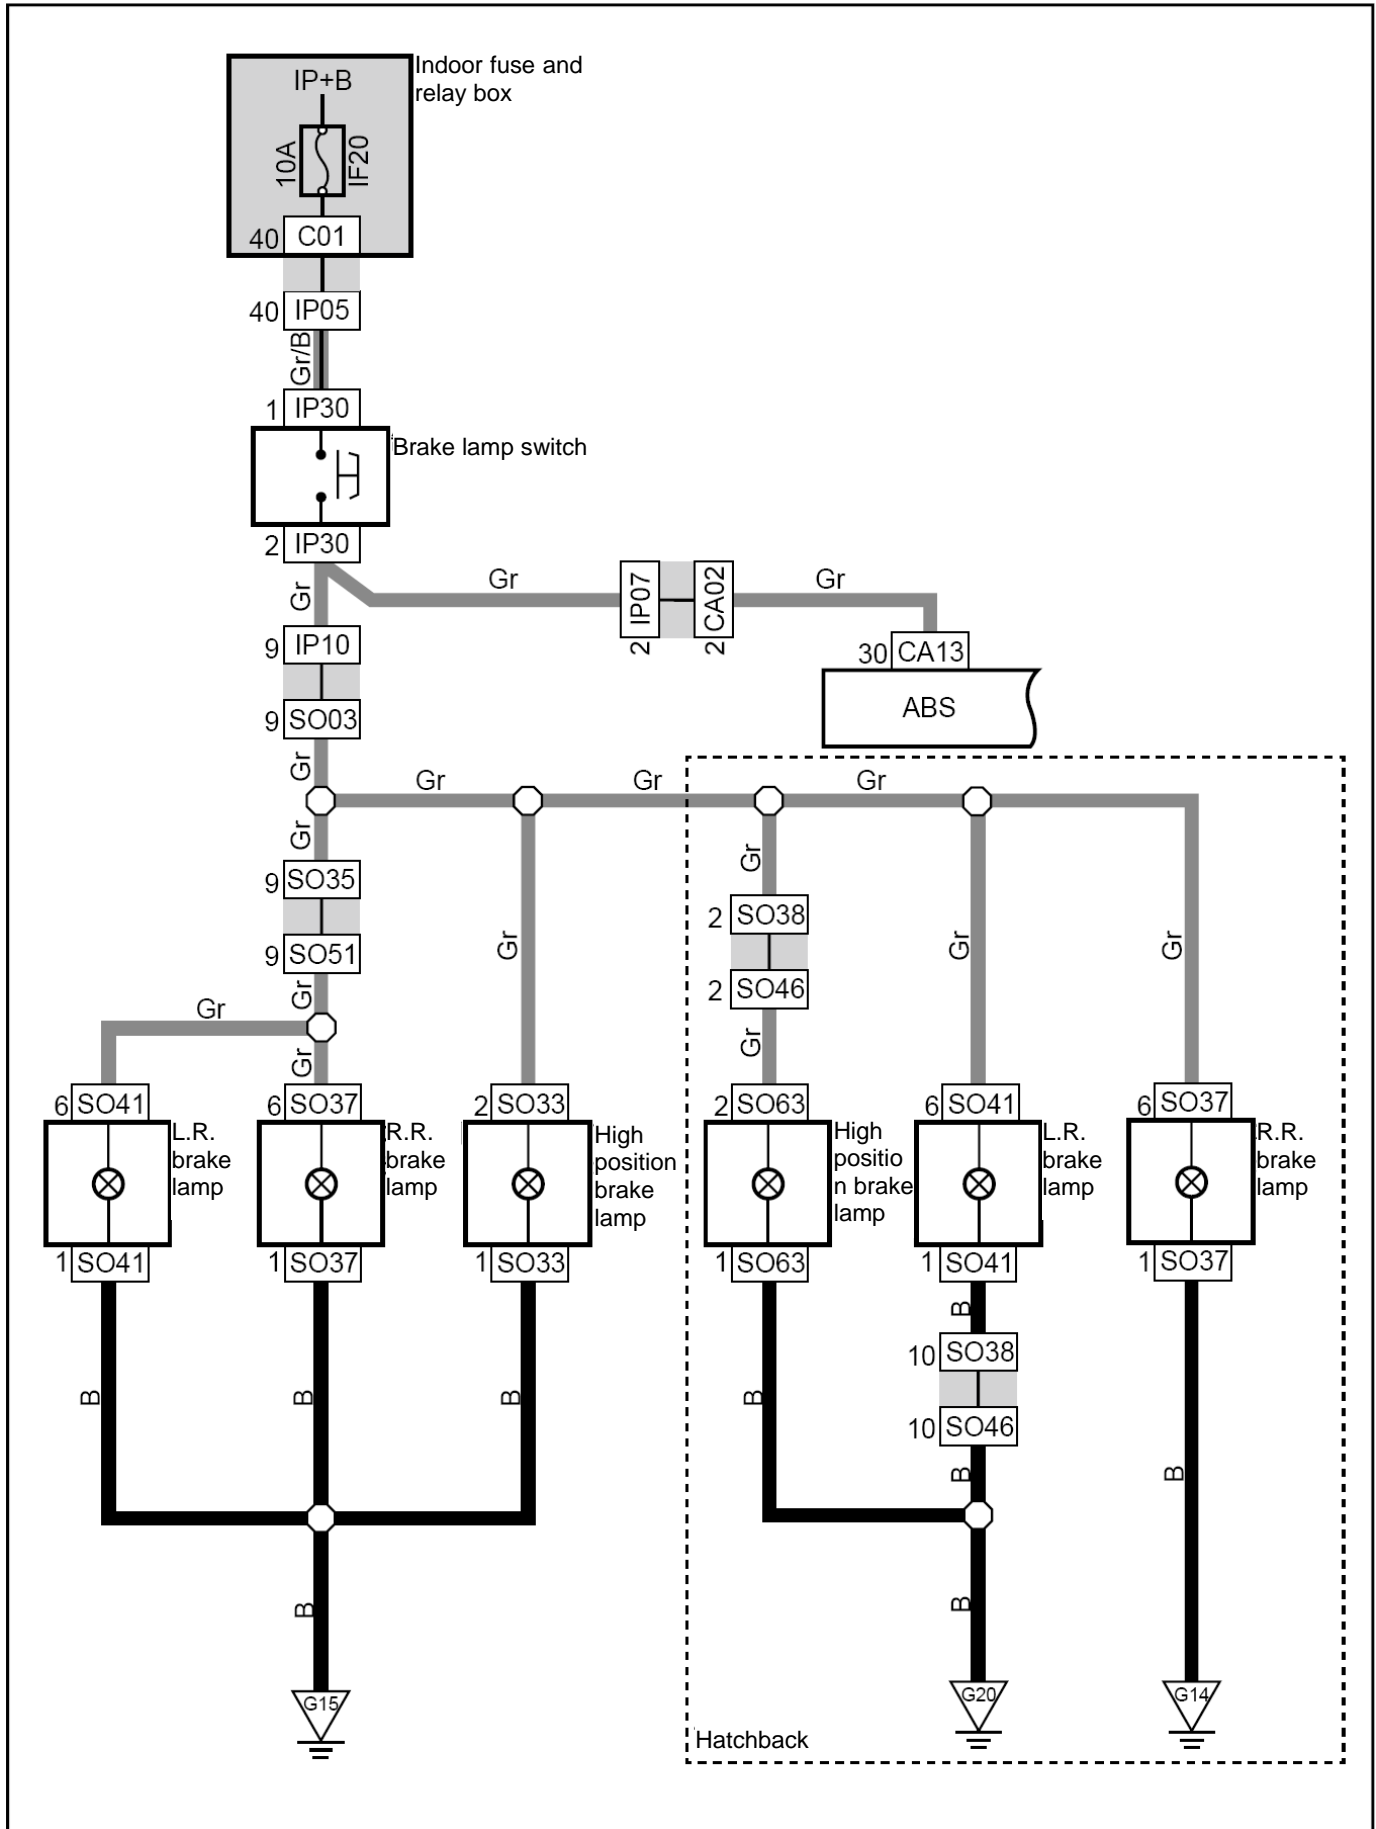 Indoor fuse and
relay box
IP+B
10A
IF20
40 C01
40 IP05
Gr/B
1 IP30
Brake lamp switch
2 IP30
Gr
Gr
IP07
2
CA02
2
Gr
9 IP10
30 CA13
ABS
9 SO03
Gr
Gr
Gr
Gr
Gr
Gr
9 SO35
2 SO38
Gr
Gr
Gr
9 SO51
2 SO46
Gr
Gr
Gr
Gr
6 SO41
6 SO37
2 SO33
2 SO63
6 SO41
6 SO37
L.R.
brake
lamp
R.R.
brake
lamp
High
position
brake
lamp
High
positio
n brake
lamp
L.R.
brake
lamp
R.R.
brake
lamp
1 SO41
1 SO37
1 SO33
1 SO63
1 SO41
1 SO37
B
10 SO38
B
B
B
B
10 SO46
B
B
B
B
G15
G20
G14
Hatchback